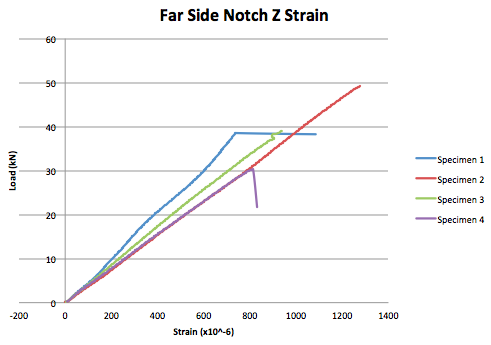 Far Side Notch Z Strain
60
50
40
30
20
10
0
-200 0 200 400 600 800 1000 1200 1400
Load (kN)
Strain (x10^-6)
Specimen 1
Specimen 2
Specimen 3
Specimen 4